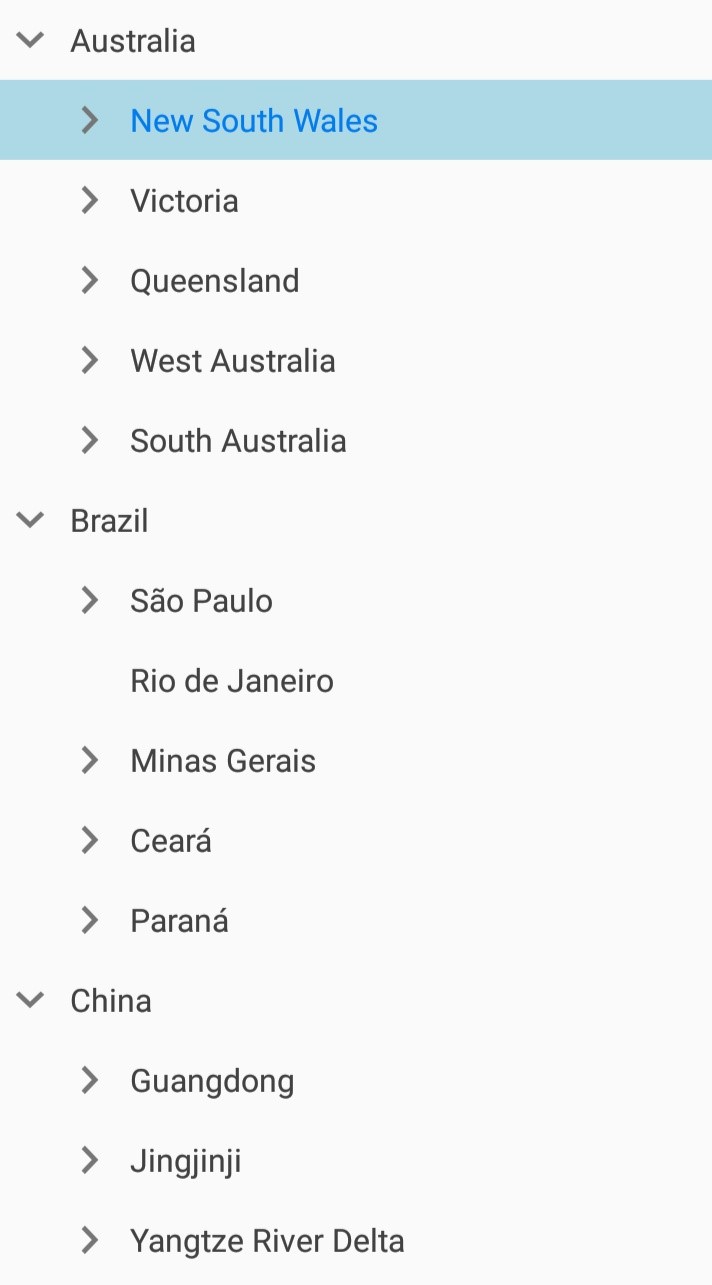 Australia
New South Wales
Victoria
Queensland
West Australia
South Australia
Brazil
São Paulo
Rio de Janeiro
Minas Gerais
Ceará
Paraná
China
Guangdong
Jingjinji
Yangtze River Delta